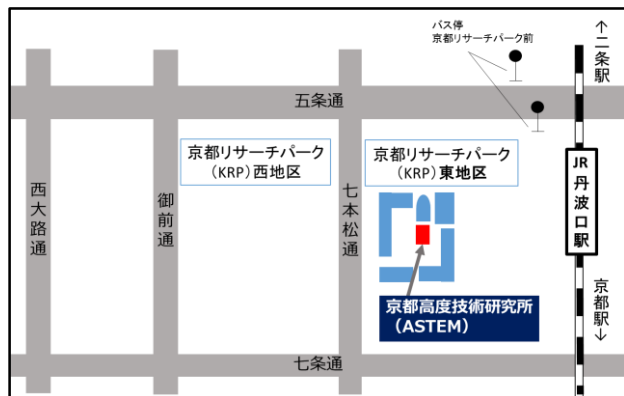 バス停
京都リサーチパーク前
↑二条駅
五条通
京都リサーチパーク
(KRP)西地区
京都リサーチパーク
(KRP)東地区
西大路通
御前通
七本松通
JR丹波口駅
京都高度技術研究所
(ASTEM)
京都駅↓
七条通